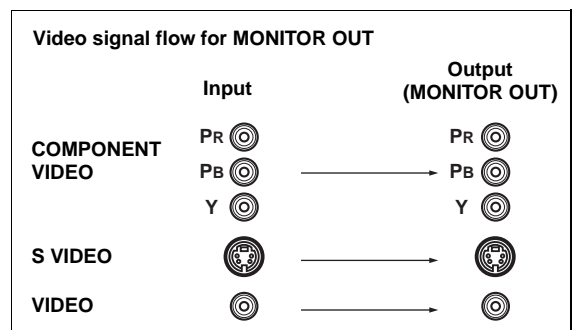 Video signal flow for MONITOR OUT
Input
Output
(MONITOR OUT)
COMPONENT
VIDEO
PR
PB
Y
PR
PB
Y
S VIDEO
VIDEO